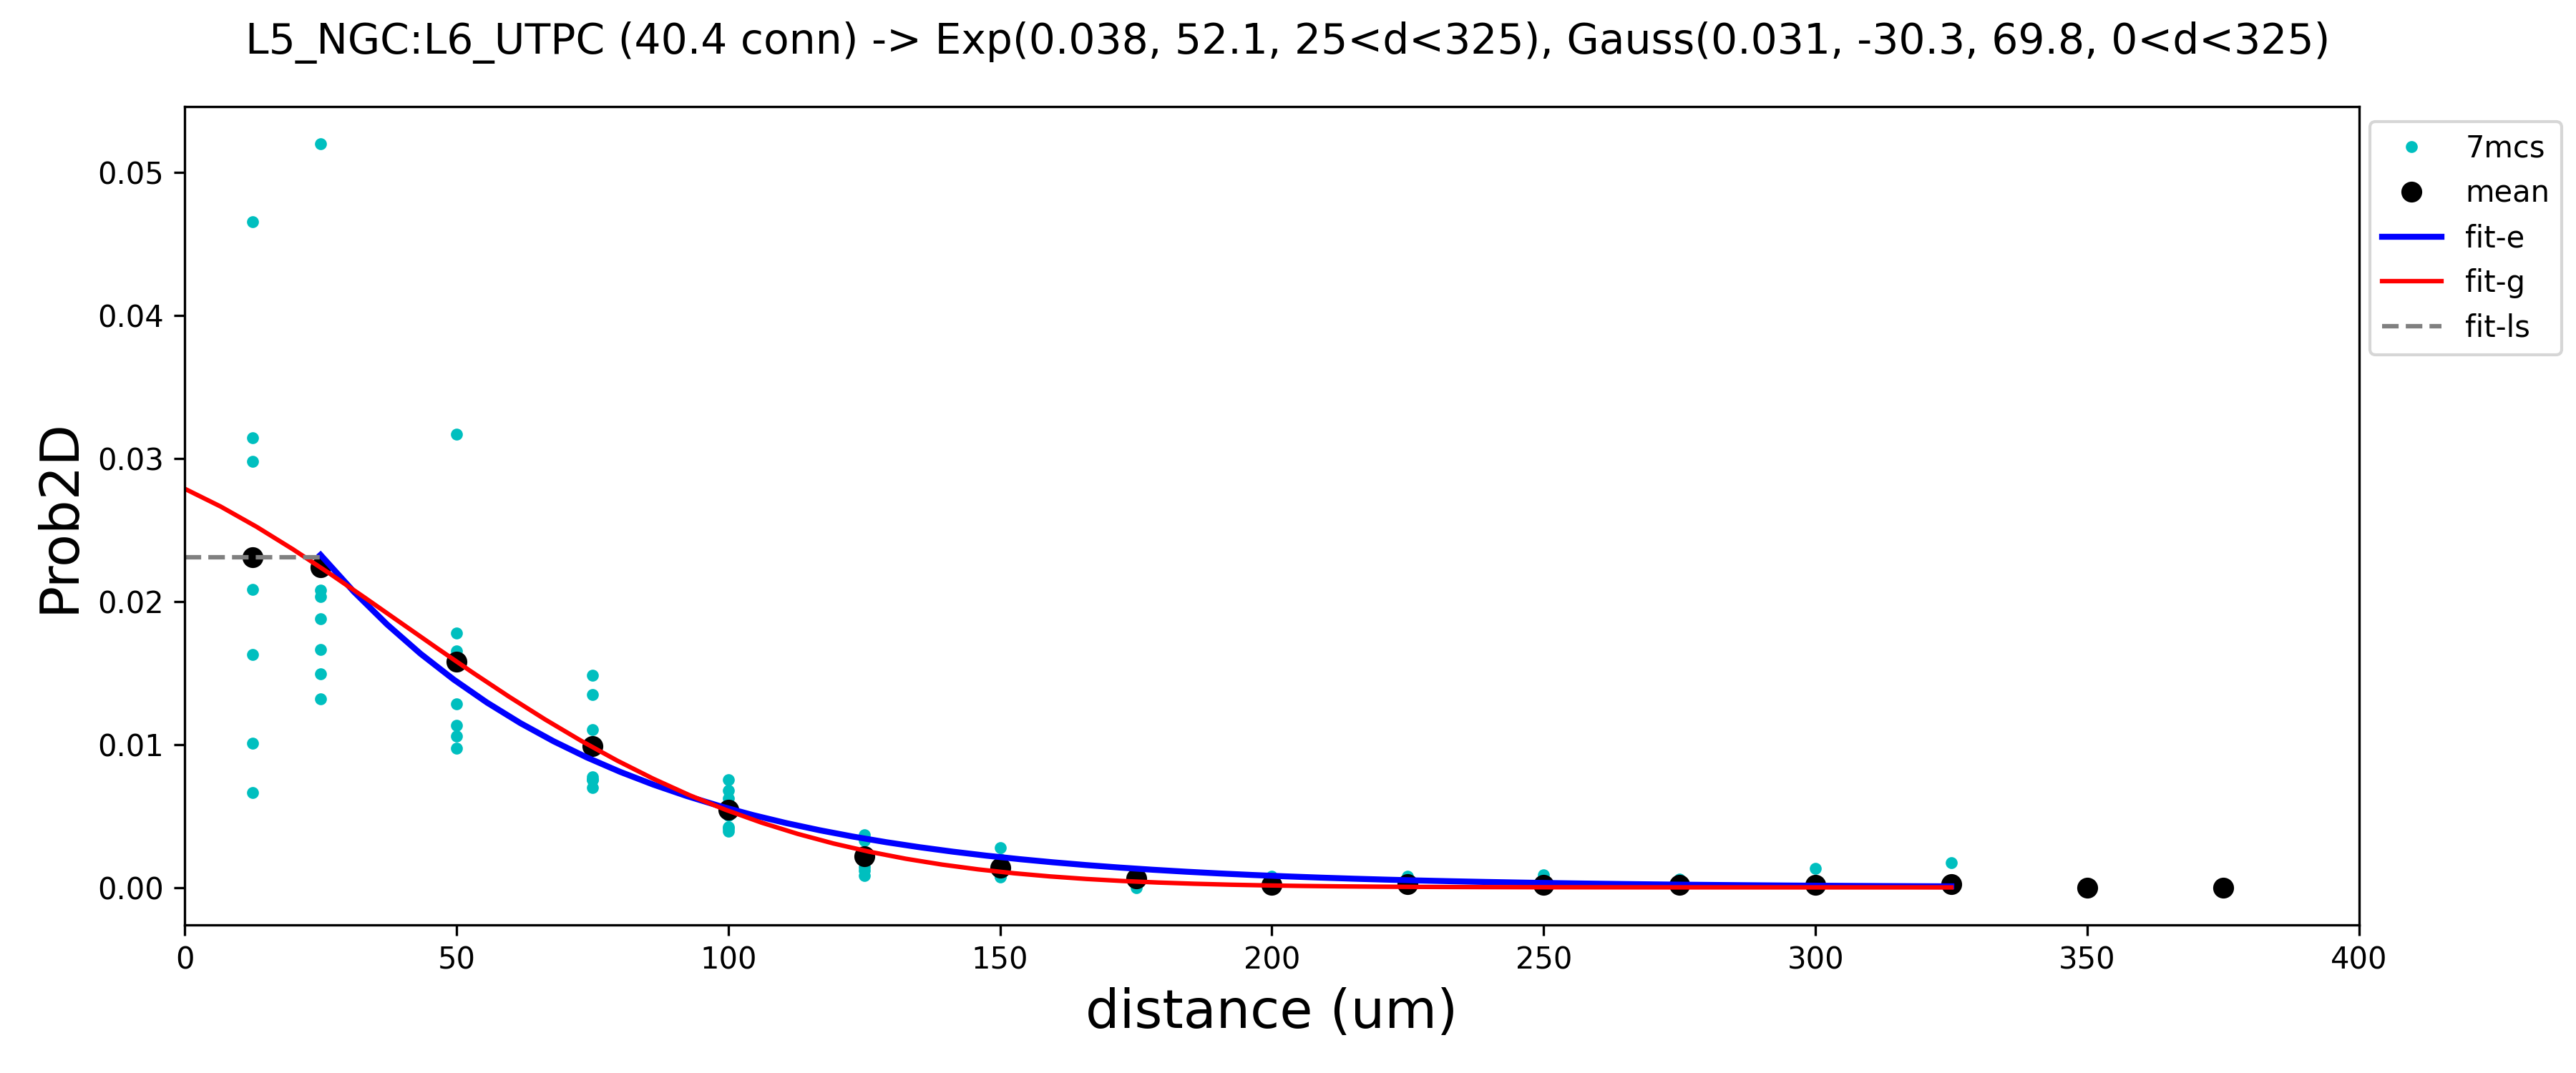 L5_NGC:L6_UTPC (40.4 conn) -> Exp(0.038, 52.1, 25<d<325), Gauss(0.031, -30.3, 69.8, 0<d<325)
Prob2D
0.05
0.04
0.03
0.02
0.01
0.00
0 50 100 150 200 250 300 350 400
distance (um)
7mcs
mean
fit-e
fit-g
fit-ls